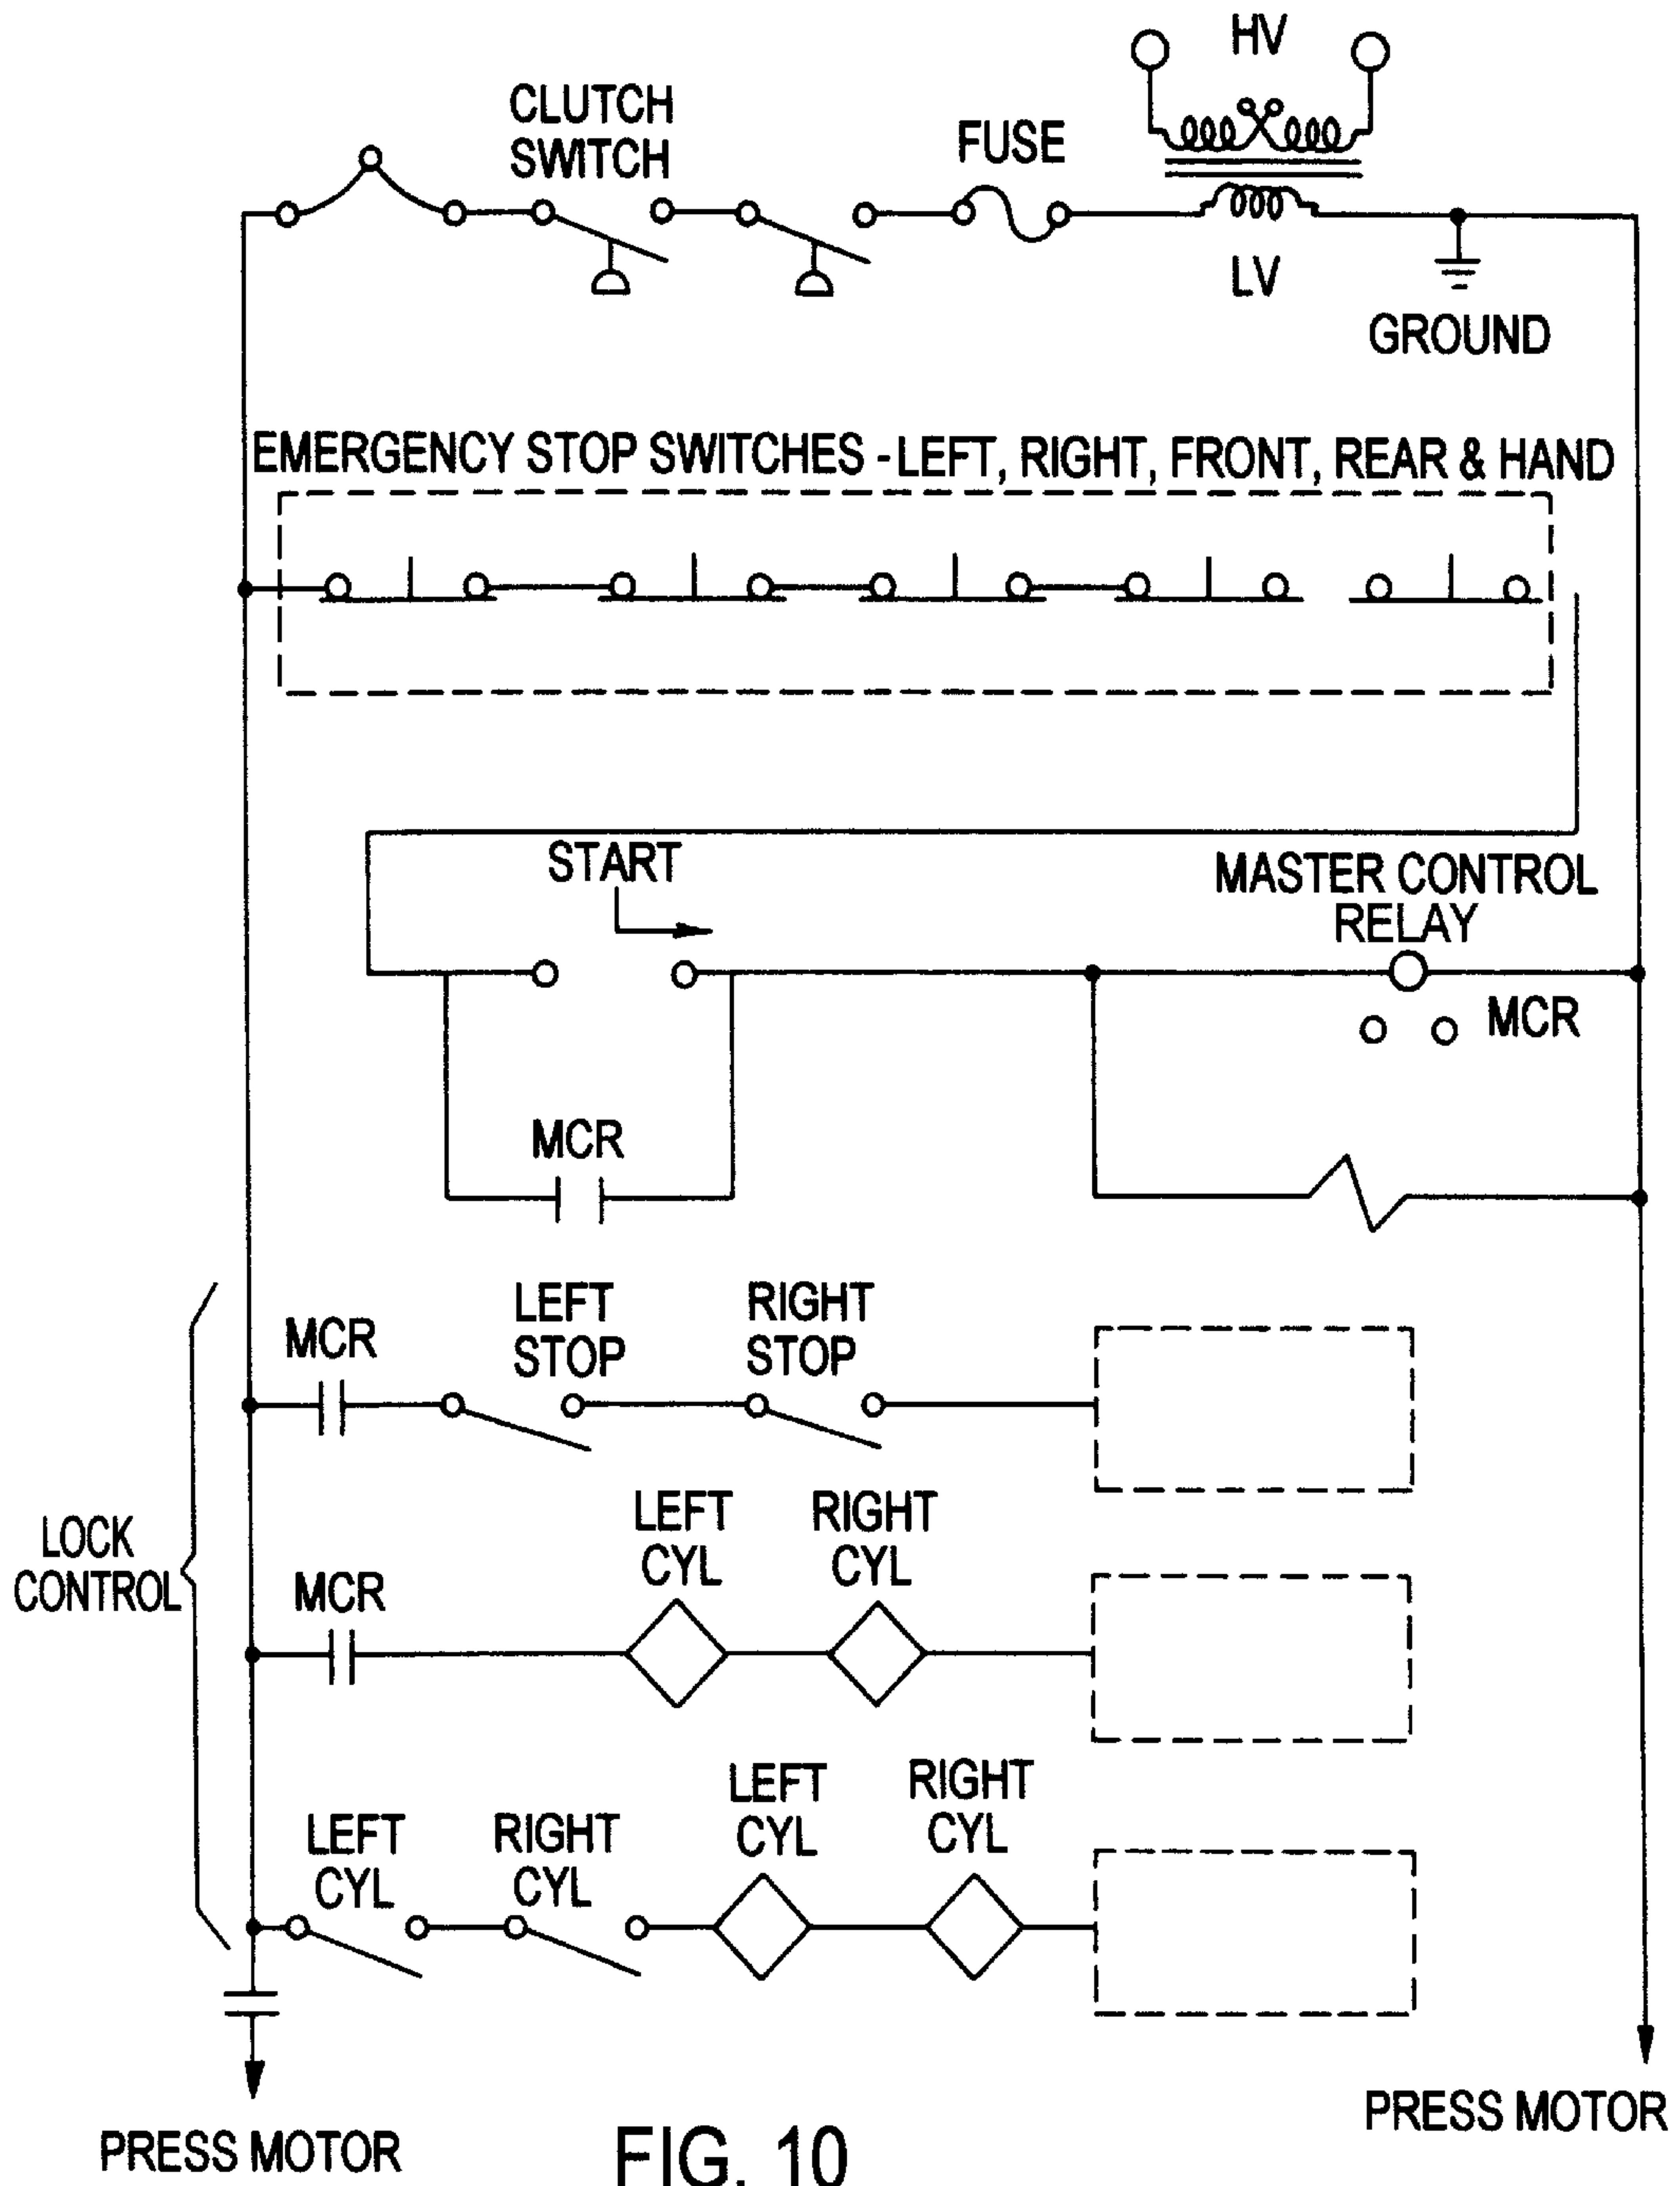 HV
CLUTCH
SWITCH
FUSE
LV
GROUND
EMERGENCY STOP SWITCHES - LEFT, RIGHT, FRONT, REAR & HAND
START
MASTER CONTROL
RELAY
MCR
MCR
LEFT
STOP
RIGHT
STOP
MCR
LEFT
CYL
RIGHT
CYL
LOCK
CONTROL
MCR
LEFT
CYL
RIGHT
CYL
LEFT
CYL
RIGHT
CYL
PRESS MOTOR
PRESS MOTOR
FIG. 10